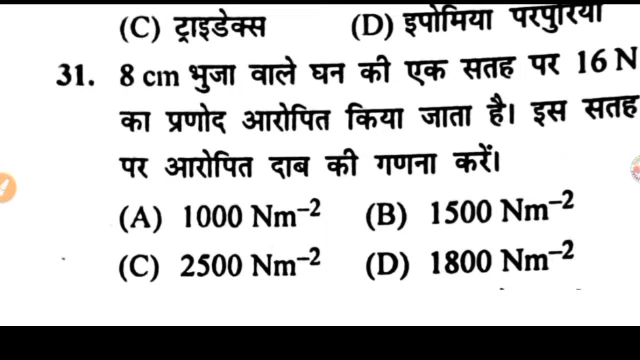 (C) ट्राइडेक्स (D) इपोमिया परपुरिया
31. 8 cm भुजा वाले घन की एक सतह पर 16 N
का प्रणोद आरोपित किया जाता है। इस सतह
पर आरोपित दाब की गणना करें।
(A) 1000 Nm⁻² (B) 1500 Nm⁻²
(C) 2500 Nm⁻² (D) 1800 Nm⁻²